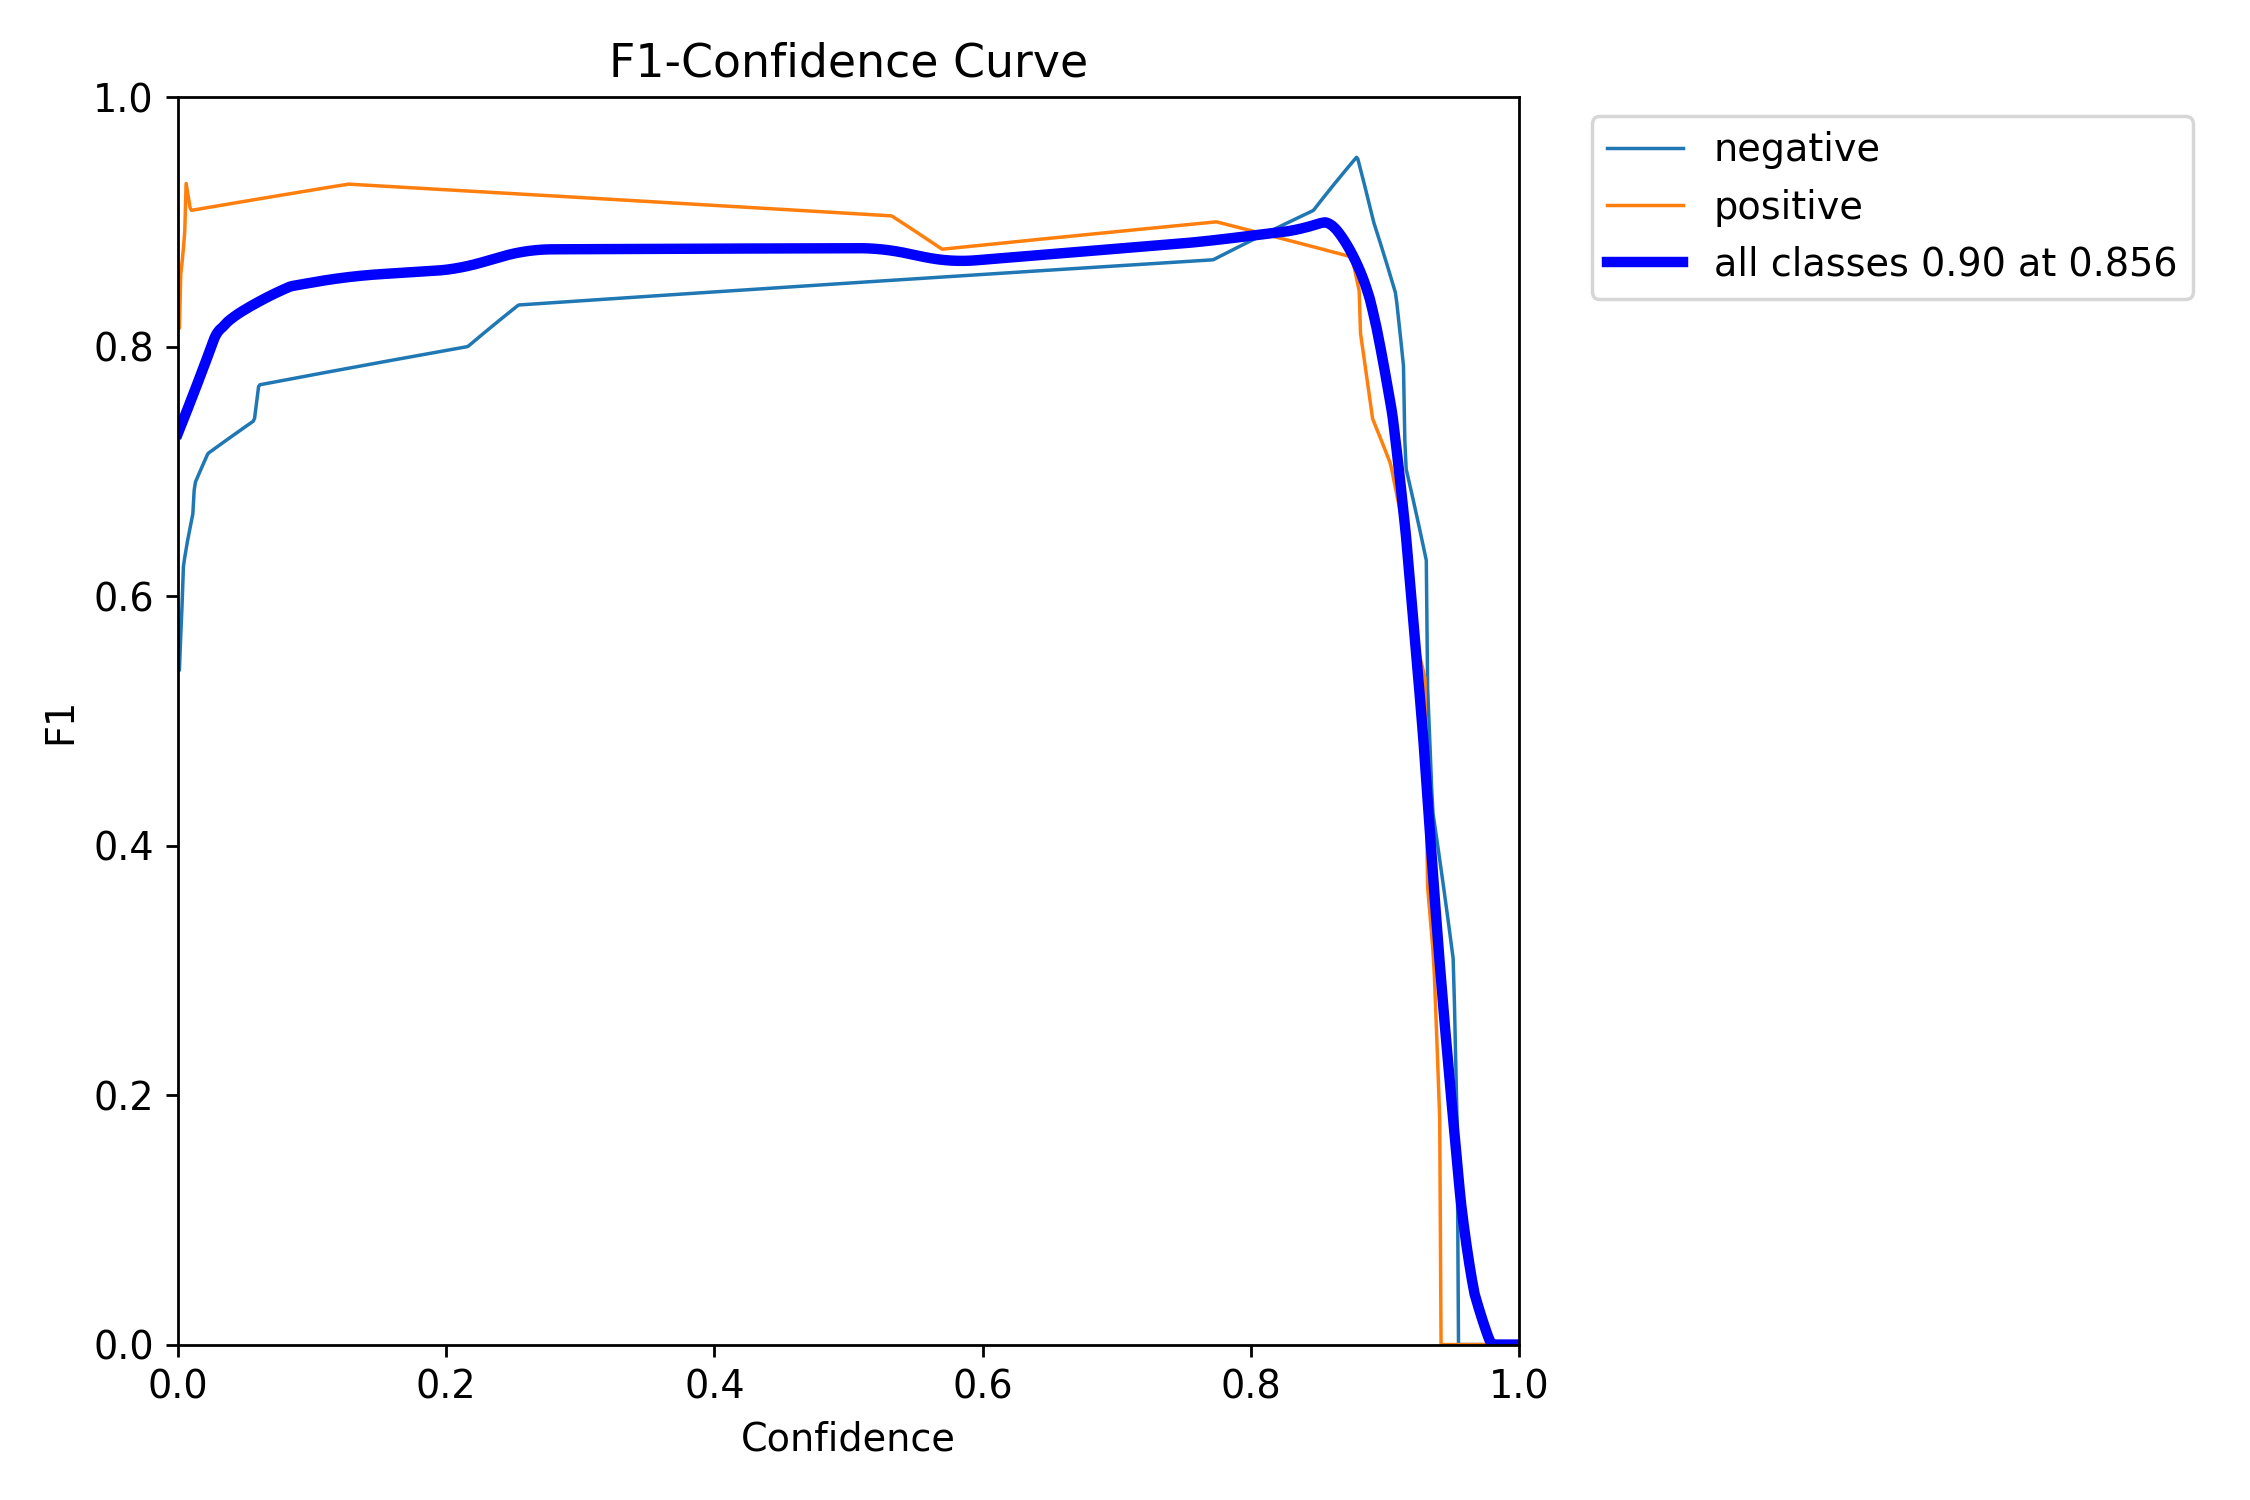 F1-Confidence Curve
negative
positive
all classes 0.90 at 0.856
F1
1.0
0.8
0.6
0.4
0.2
0.0
0.0 0.2 0.4 0.6 0.8 1.0
Confidence